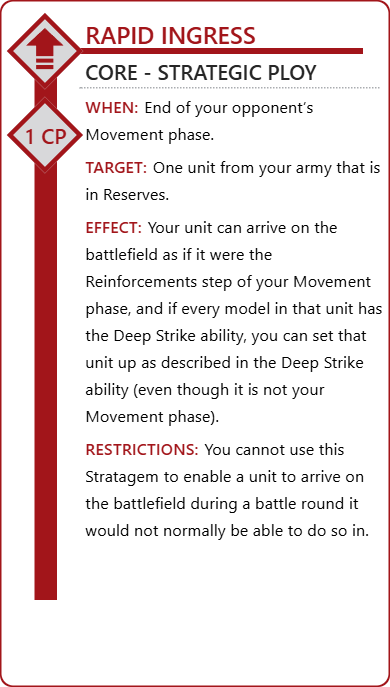 RAPID INGRESS
CORE - STRATEGIC PLOY
1 CP
WHEN: End of your opponent’s
Movement phase.
TARGET: One unit from your army that is
in Reserves.
EFFECT: Your unit can arrive on the
battlefield as if it were the
Reinforcements step of your Movement
phase, and if every model in that unit has
the Deep Strike ability, you can set that
unit up as described in the Deep Strike
ability (even though it is not your
Movement phase).
RESTRICTIONS: You cannot use this
Stratagem to enable a unit to arrive on
the battlefield during a battle round it
would not normally be able to do so in.